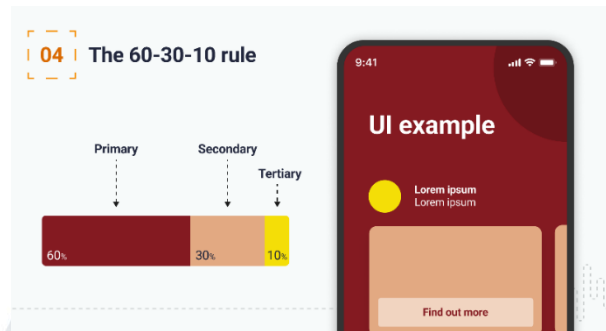 04 The 60-30-10 rule
Primary
Secondary
Tertiary
60%
30%
10%
9:41
UI example
Lorem ipsum
Lorem ipsum
Find out more